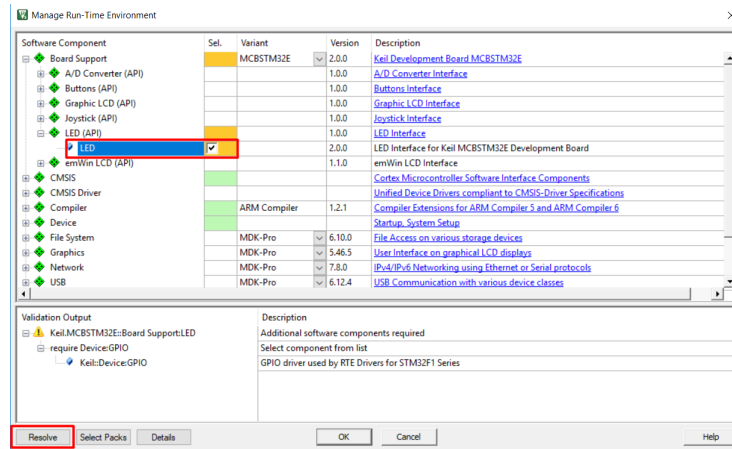 Manage Run-Time Environment
Software Component Sel. Variant Version Description
Board Support MCBSTM32E 2.0.0 Keil Development Board MCBSTM32E
A/D Converter (API) 1.0.0 A/D Converter Interface
Buttons (API) 1.0.0 Buttons Interface
Graphic LCD (API) 1.0.0 Graphic LCD Interface
Joystick (API) 1.0.0 Joystick Interface
LED (API) 1.0.0 LED Interface
LED 2.0.0 LED Interface for Keil MCBSTM32E Development Board
emWin LCD (API) 1.1.0 emWin LCD Interface
CMSIS Cortex Microcontroller Software Interface Components
CMSIS Driver Unified Device Drivers compliant to CMSIS-Driver Specifications
Compiler ARM Compiler 1.2.1 Compiler Extensions for ARM Compiler 5 and ARM Compiler 6
Device Startup, System Setup
File System MDK-Pro 6.10.0 File Access on various storage devices
Graphics MDK-Pro 5.46.5 User Interface on graphical LCD displays
Network MDK-Pro 7.8.0 IPv4/IPv6 Networking using Ethernet or Serial protocols
USB MDK-Pro 6.12.4 USB Communication with various device classes
Validation Output Description
Keil.MCBSTM32E::Board Support:LED Additional software components required
require Device:GPIO Select component from list
Keil::Device:GPIO GPIO driver used by RTE Drivers for STM32F1 Series
Resolve Select Packs Details OK Cancel Help